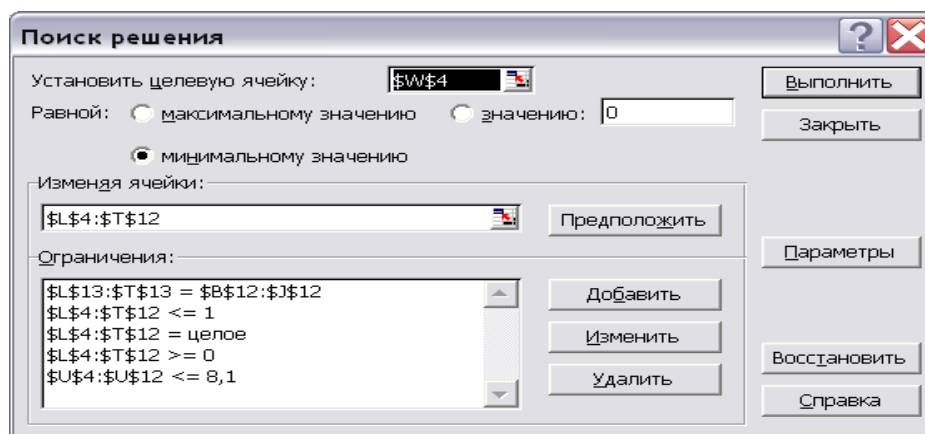 Поиск решения
Установить целевую ячейку: $W$4 Выполнить
Равной: максимальному значению значению: 0 Закрыть
минимальному значению
Изменяя ячейки:
$L$4:$T$12 Предположить
Параметры
Ограничения:
$L$13:$T$13 = $B$12:$J$12 Добавить
$L$4:$T$12 <= 1
$L$4:$T$12 = целое Изменить
$L$4:$T$12 >= 0 Восстановить
$U$4:$U$12 <= 8,1 Удалить
Справка